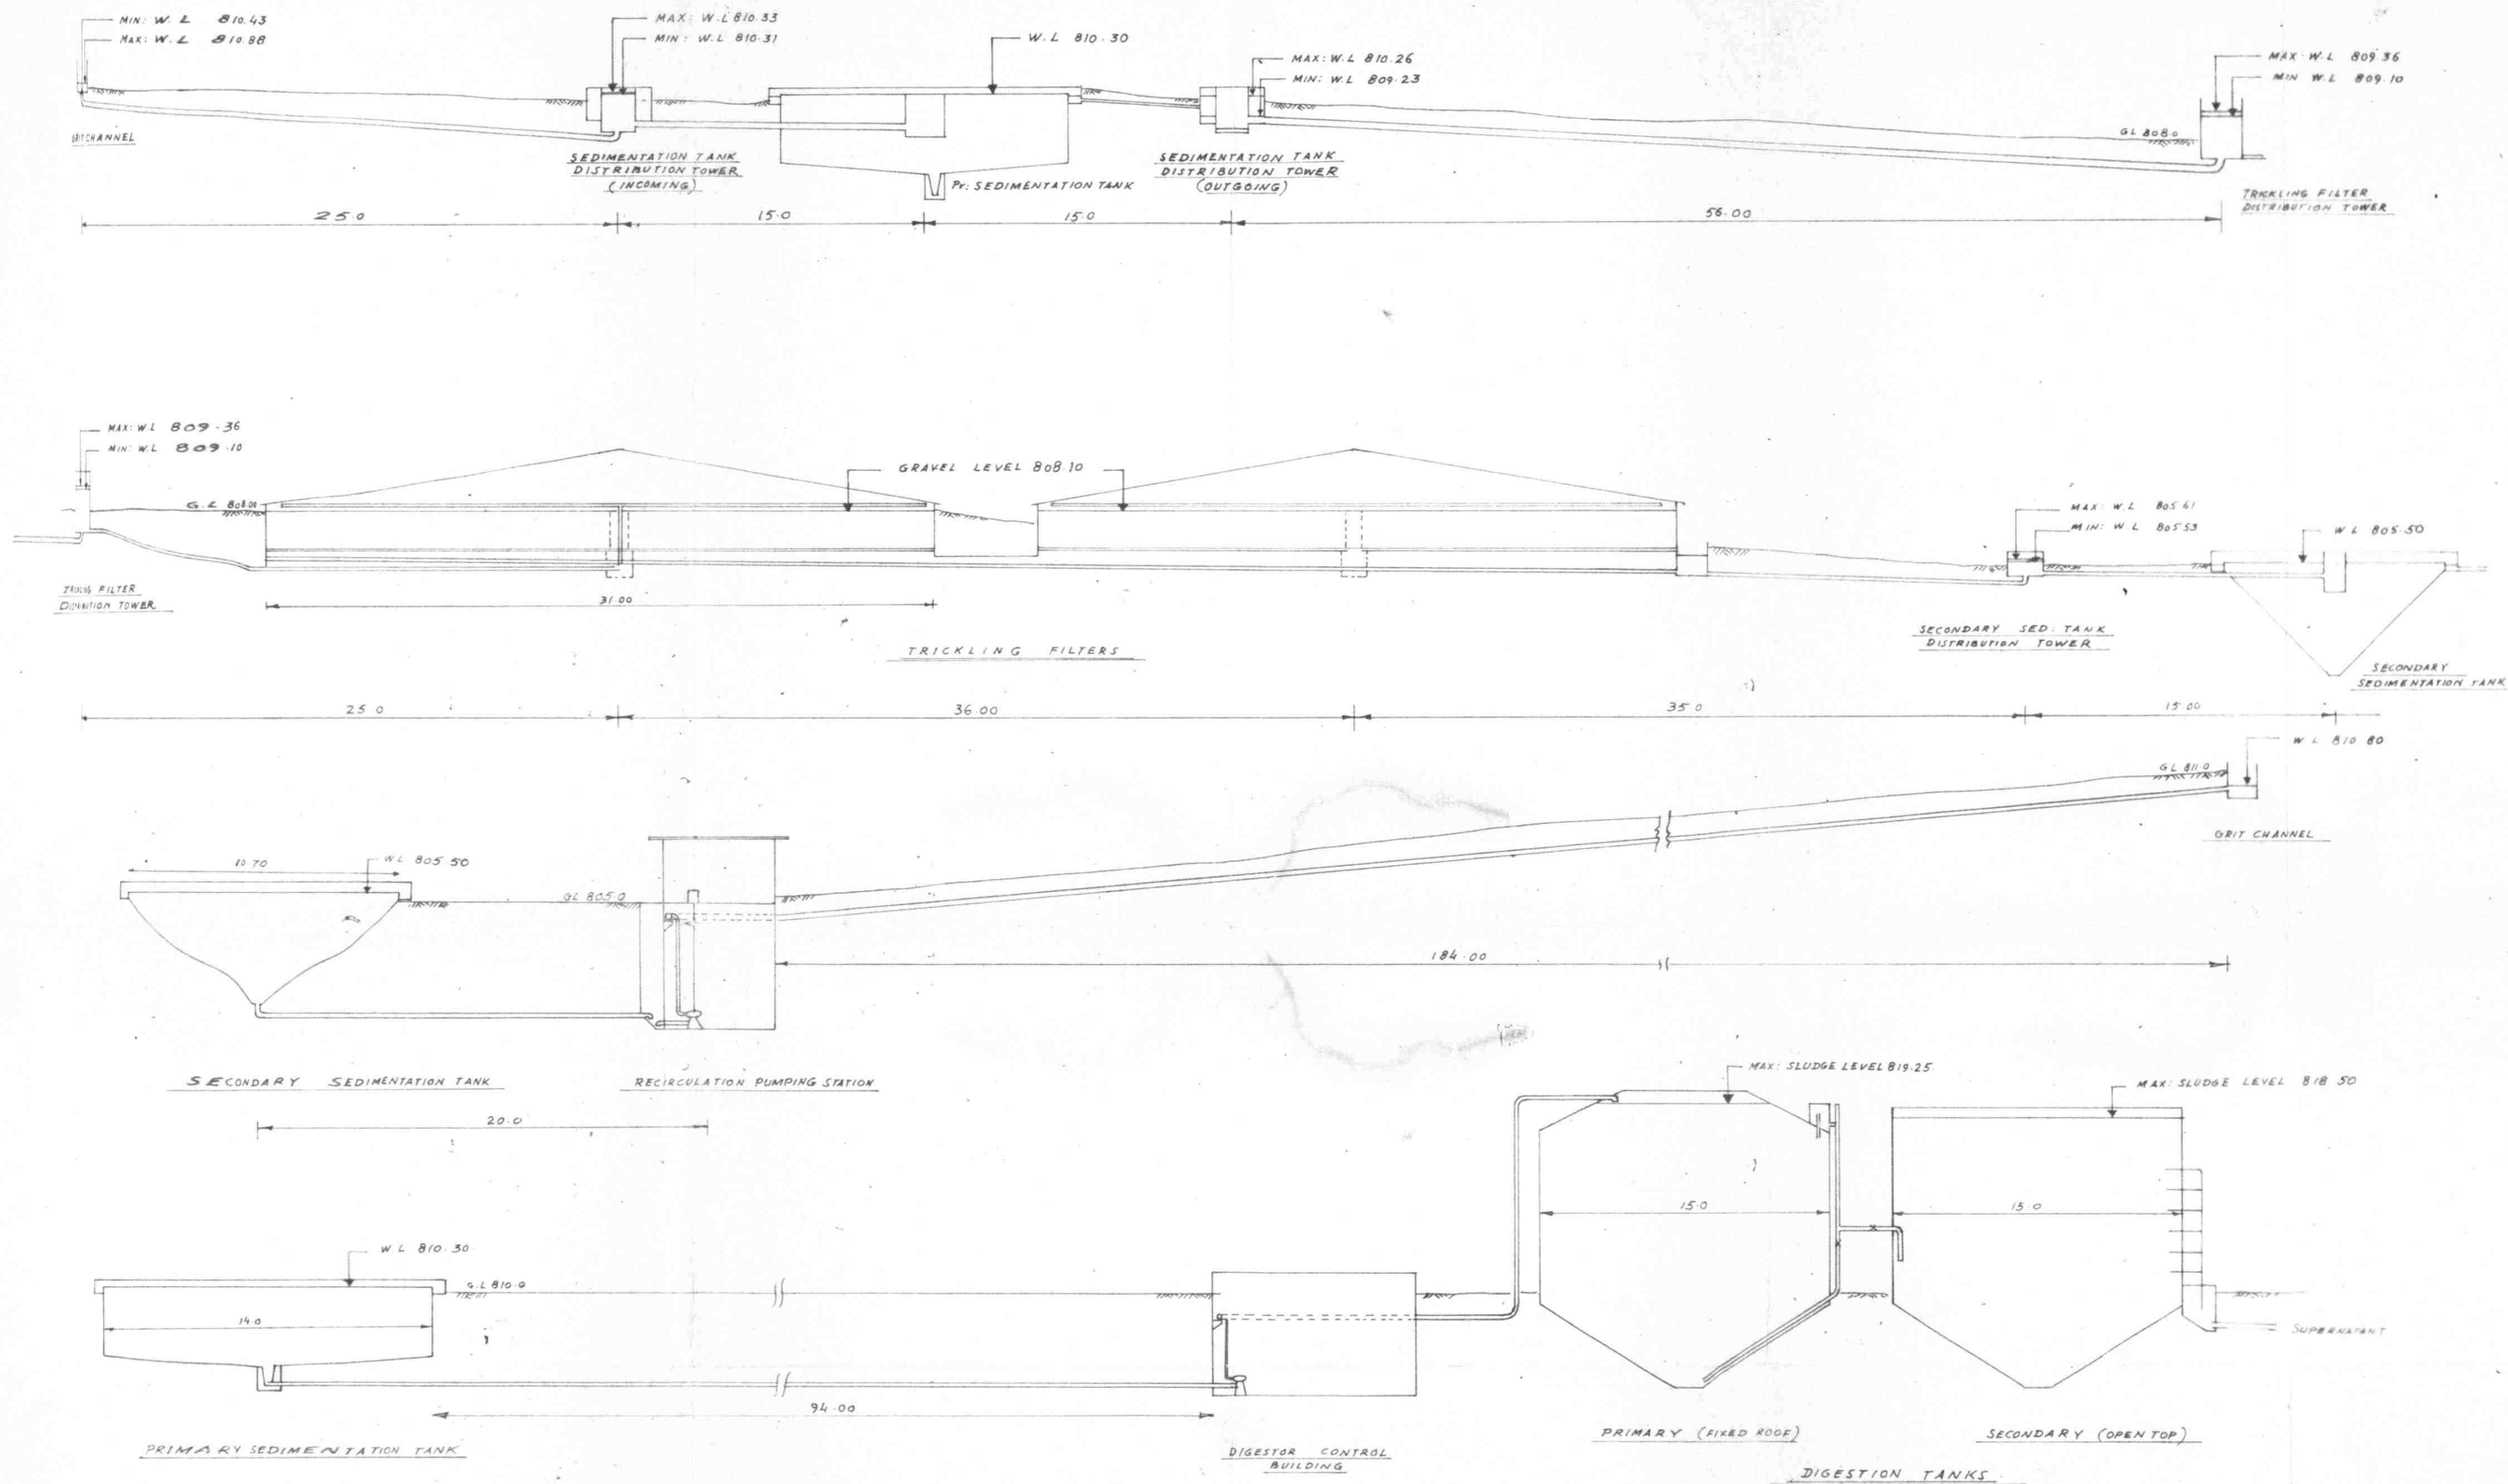 MIN: W. L 810.43
MAX: W. L 810.88
MAX: W.L 810.33
MIN: W.L 810.31
W.L 810.30
MAX: W.L 810.26
MIN: W.L 809.23
MAX W.L 809.36
MIN W.L 809.10
GL 808.0
GRIT CHANNEL
SEDIMENTATION TANK
DISTRIBUTION TOWER
(INCOMING)
Pr: SEDIMENTATION TANK
SEDIMENTATION TANK
DISTRIBUTION TOWER
(OUTGOING)
TRICKLING FILTER
DISTRIBUTION TOWER
25.0
15.0
15.0
56.00
MAX: W.L 809.36
MIN: W.L 809.10
G.L 808.00
GRAVEL LEVEL 808.10
MAX: W.L 805.61
MIN: W.L 805.53
W L 805.50
FILTER
TOWER
31.00
TRICKLING FILTERS
SECONDARY SED: TANK
DISTRIBUTION TOWER
SECONDARY
SEDIMENTATION TANK
25.0
36.00
35.0
15.00
W L 810.80
GL 811.0
GRIT CHANNEL
10.70
WL 805.50
GL 805.0
184.00
SECONDARY SEDIMENTATION TANK
RECIRCULATION PUMPING STATION
20.0
MAX: SLUDGE LEVEL 819.25
MAX: SLUDGE LEVEL 818.50
15.0
15.0
W.L 810.30
G.L 810.0
14.0
SUPERNATANT
94.00
PRIMARY SEDIMENTATION TANK
DIGESTOR CONTROL
BUILDING
PRIMARY (FIXED ROOF)
SECONDARY (OPEN TOP)
DIGESTION TANKS